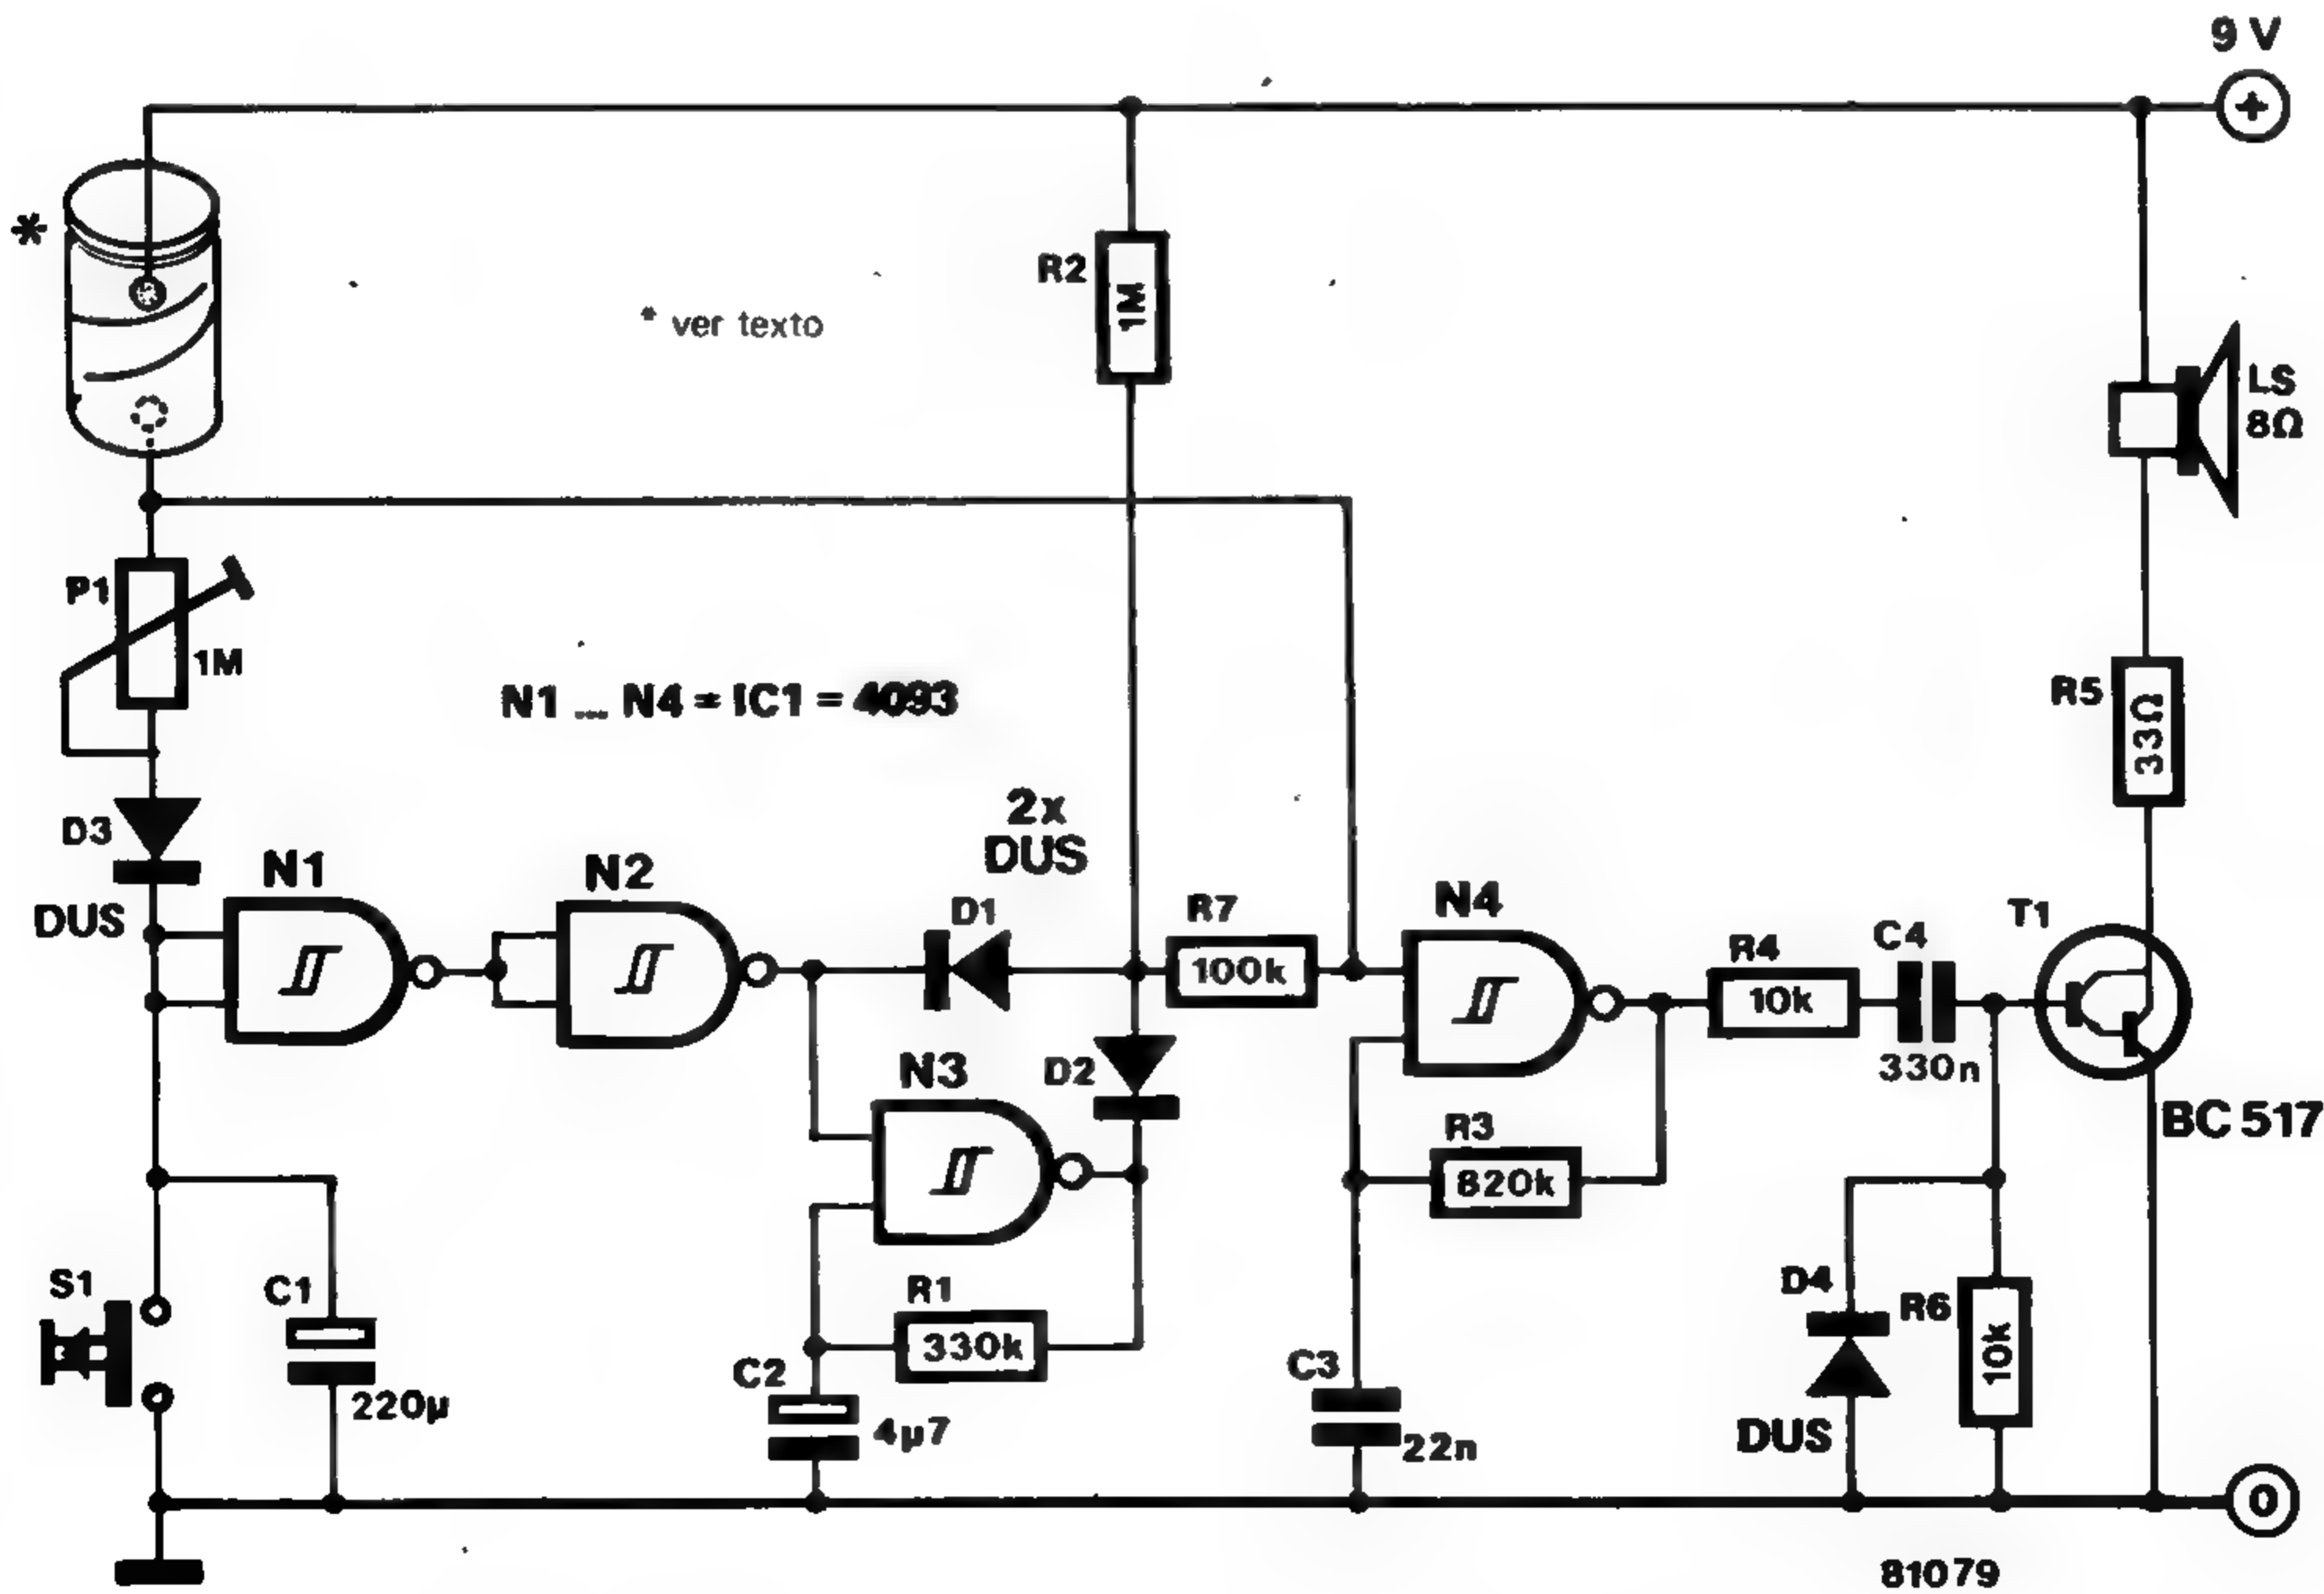 9 V
+
*
R2
1M
* ver texto
LS
8Ω
P1
1M
R5
33Ω
N1 ... N4 = IC1 = 4093
2x
DUS
D3
DUS
N1
N2
D1
R7
100k
N4
T1
R4
10k
C4
330n
N3
D2
BC 517
R3
820k
S1
C1
220µ
R1
330k
C2
4µ7
C3
22n
D4
DUS
R6
10k
0
81079